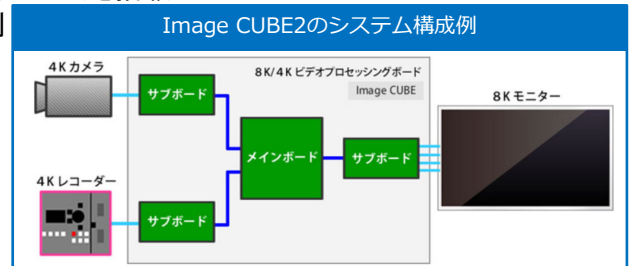 Image CUBE2のシステム構成例
4Kカメラ
8K/4K ビデオプロセッシングボード
Image CUBE
8Kモニター
サブボード
メインボード
サブボード
4Kレコーダー
サブボード